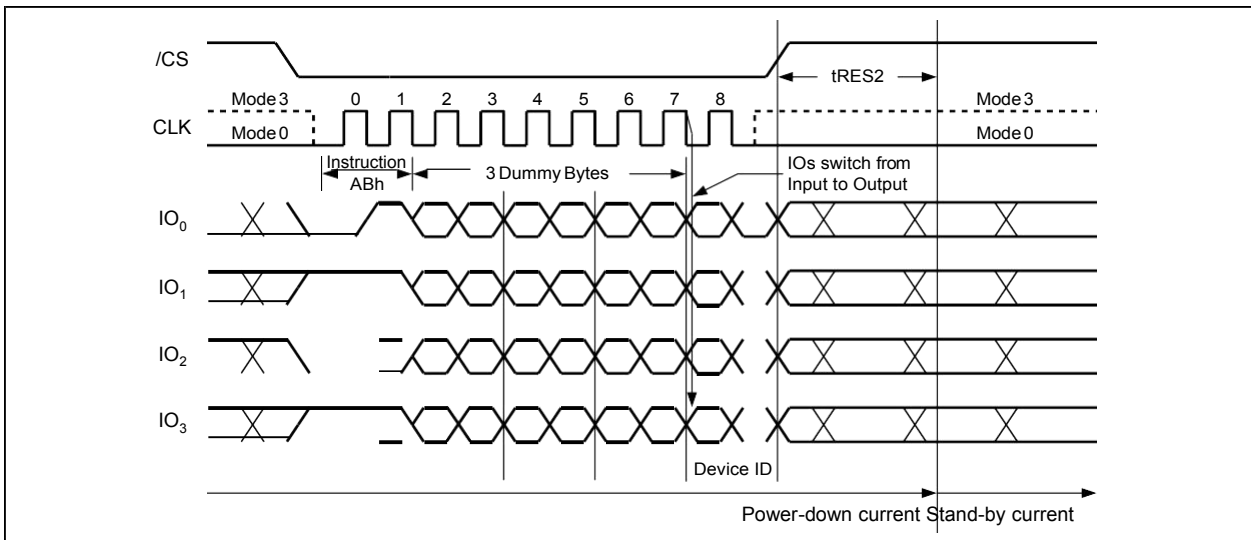 /CS
tRES2
Mode 3 0 1 2 3 4 5 6 7 8 Mode 3
CLK
Mode 0 Mode 0
Instruction
ABh
3 Dummy Bytes
IOs switch from
Input to Output
IO0
IO1
IO2
IO3
Device ID
Power-down current Stand-by current